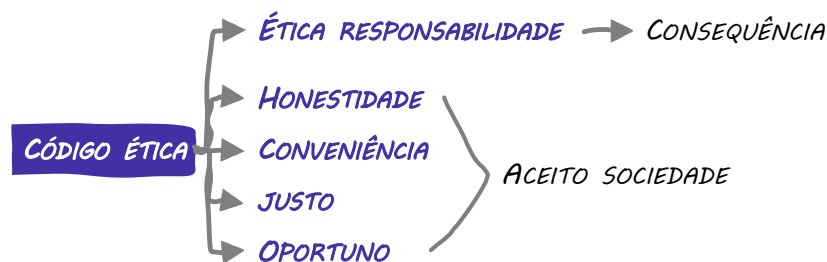 Código ética
Ética responsabilidade
Consequência
Honestidade
Conveniência
justo
Oportuno
Aceito sociedade